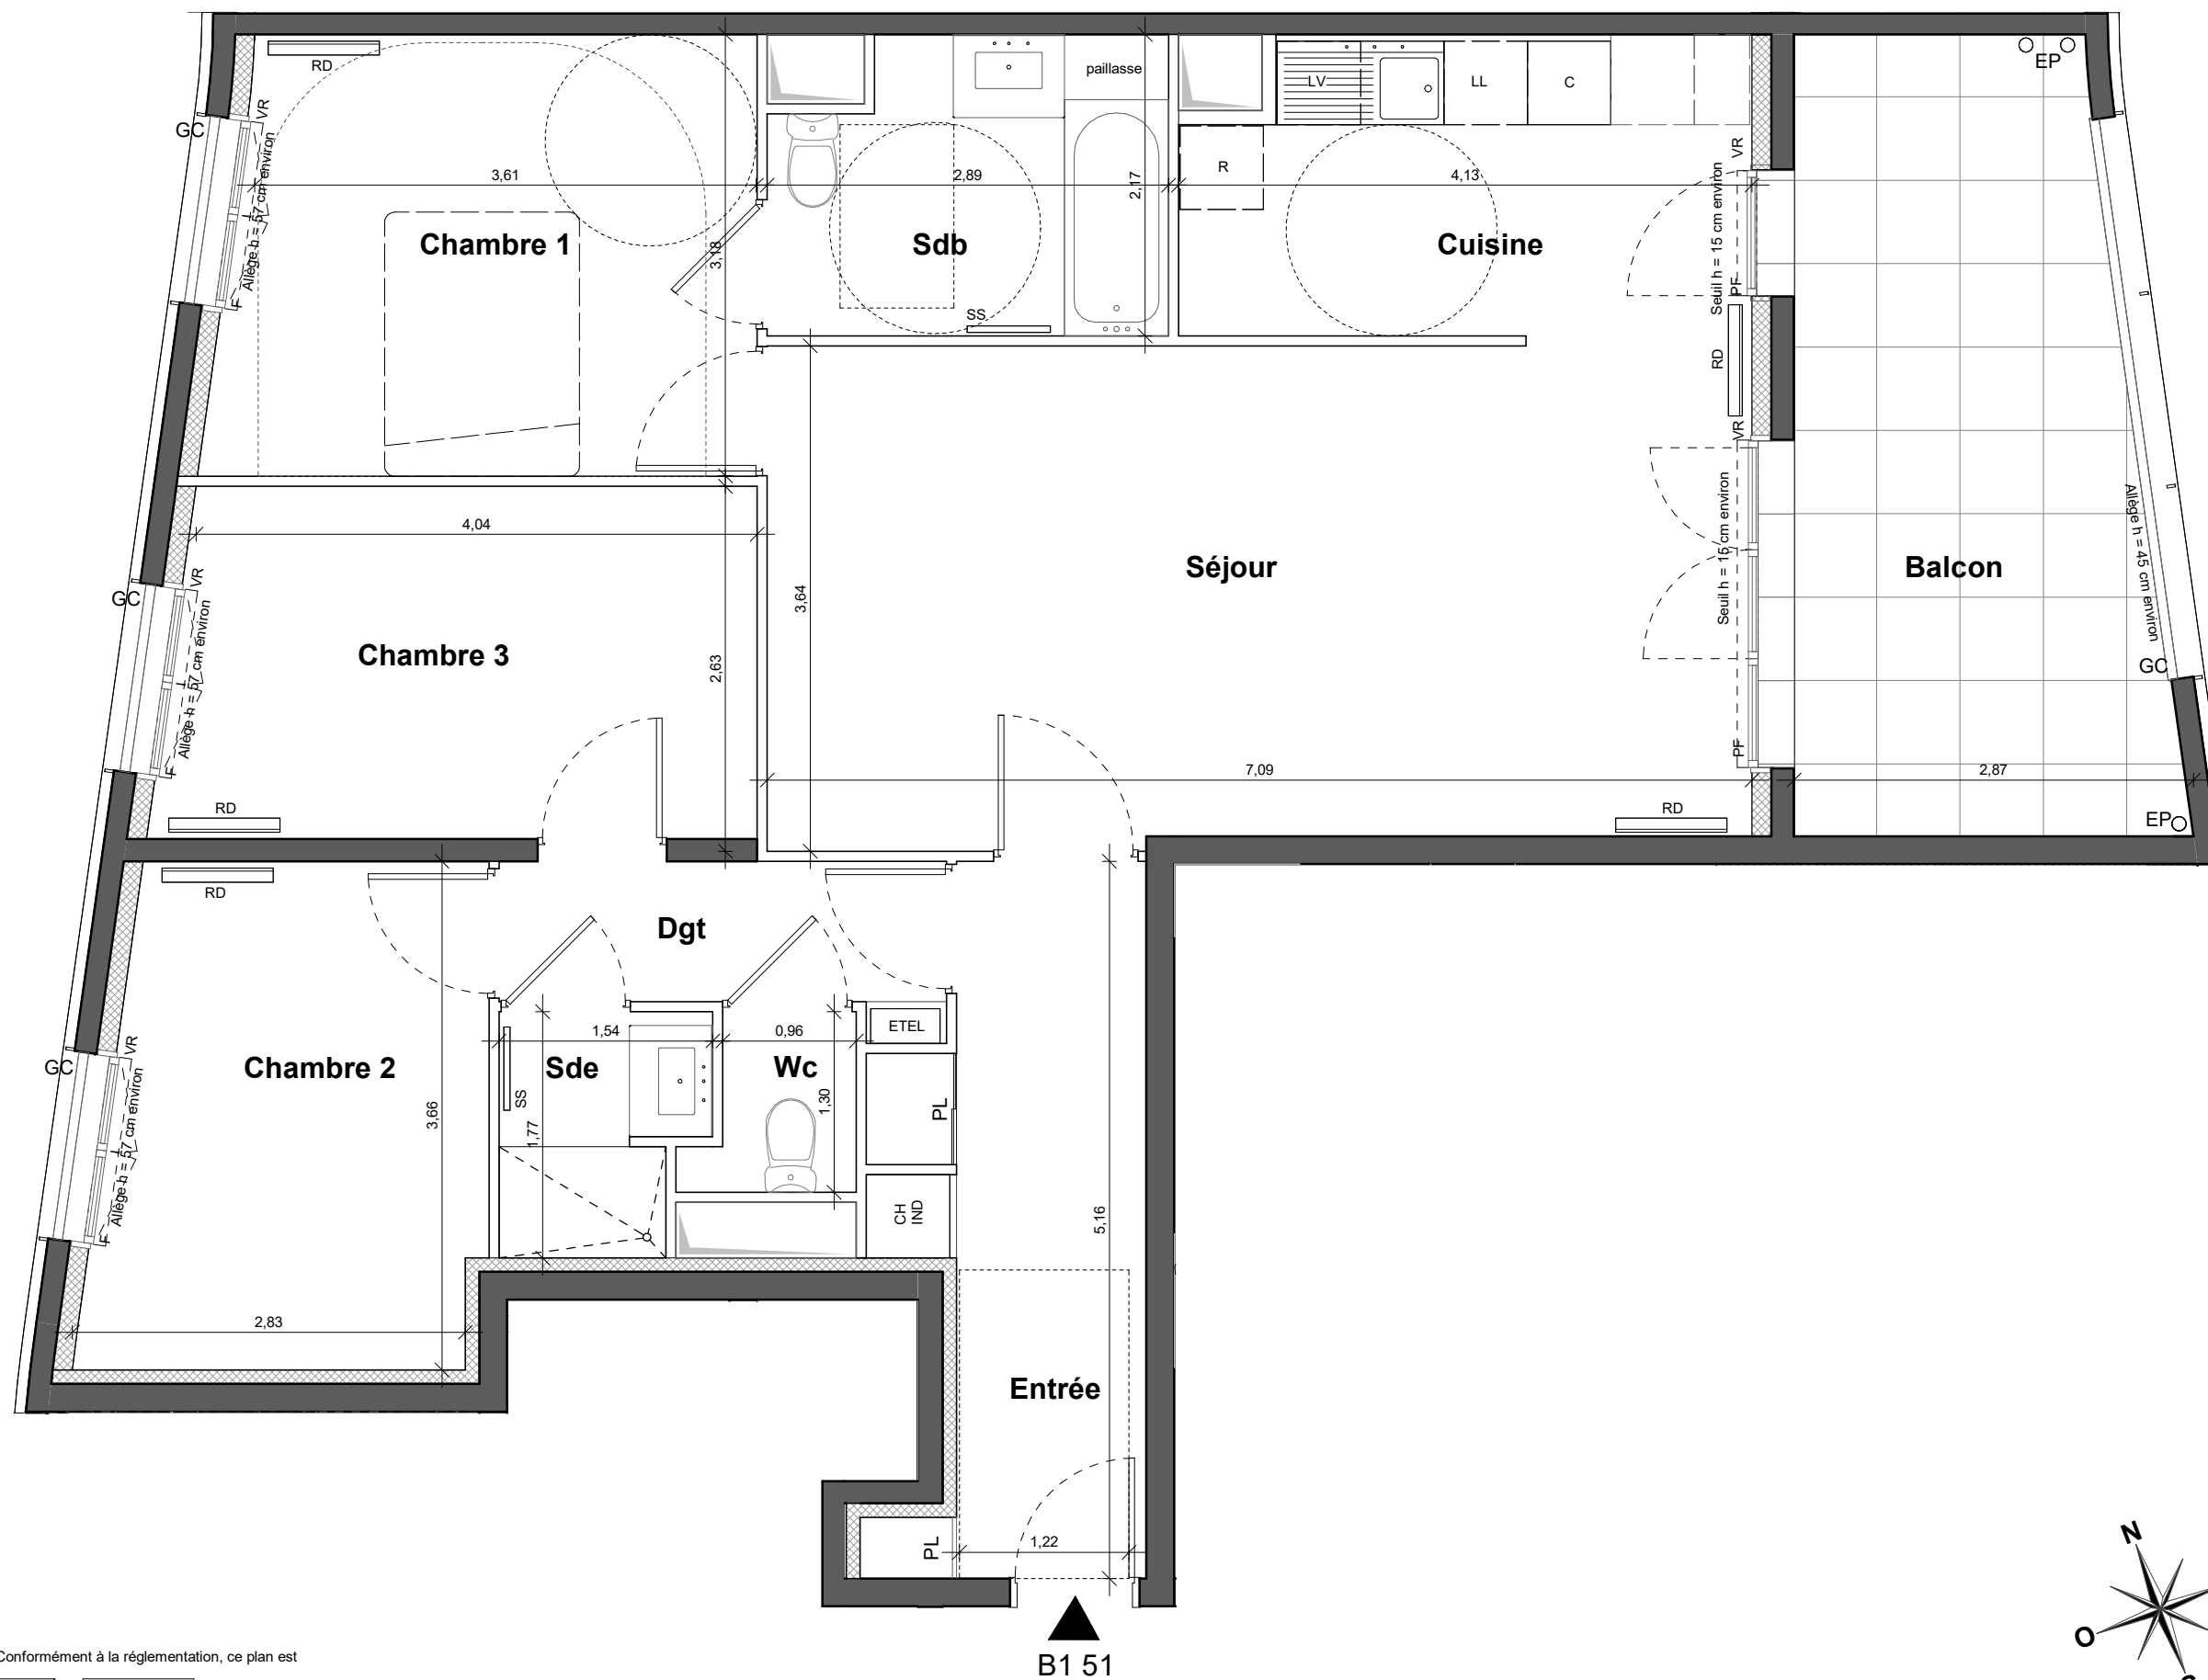 RD
paillasse
EP
LV
LL
C
VR
GC
Allège h = 57 cm environ
F
3,61
2,89
2,17
R
4,13
VR
Seuil h = 15 cm environ
PF
Chambre 1
3,18
Sdb
Cuisine
SS
RD
VR
4,04
Séjour
Seuil h = 15 cm environ
PF
Balcon
Allège h = 45 cm environ
GC
VR
GC
Allège h = 57 cm environ
F
3,64
Chambre 3
2,63
7,09
2,87
RD
RD
EP
RD
Dgt
VR
GC
Allège h = 57 cm environ
F
Chambre 2
3,66
1,54
0,96
ETEL
Sde
Wc
SS
1,77
1,30
PL
CH
IND
5,16
2,83
Entrée
PL
1,22
N
O
B1 51
Conformément à la réglementation, ce plan est